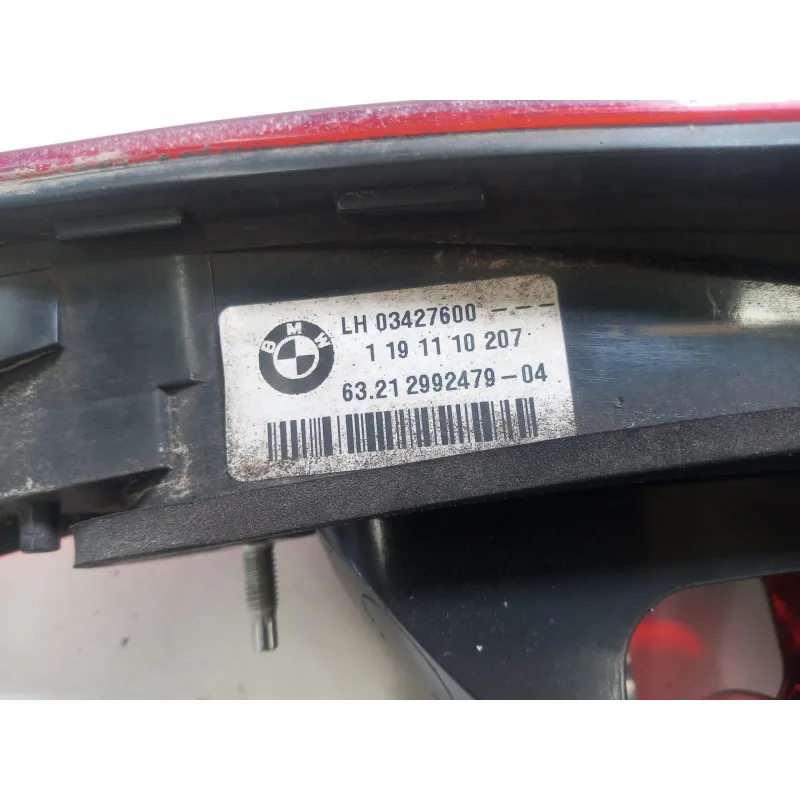 BMW
LH 03427600 -.--
1 19 11 10 207
63.21 2992479-04